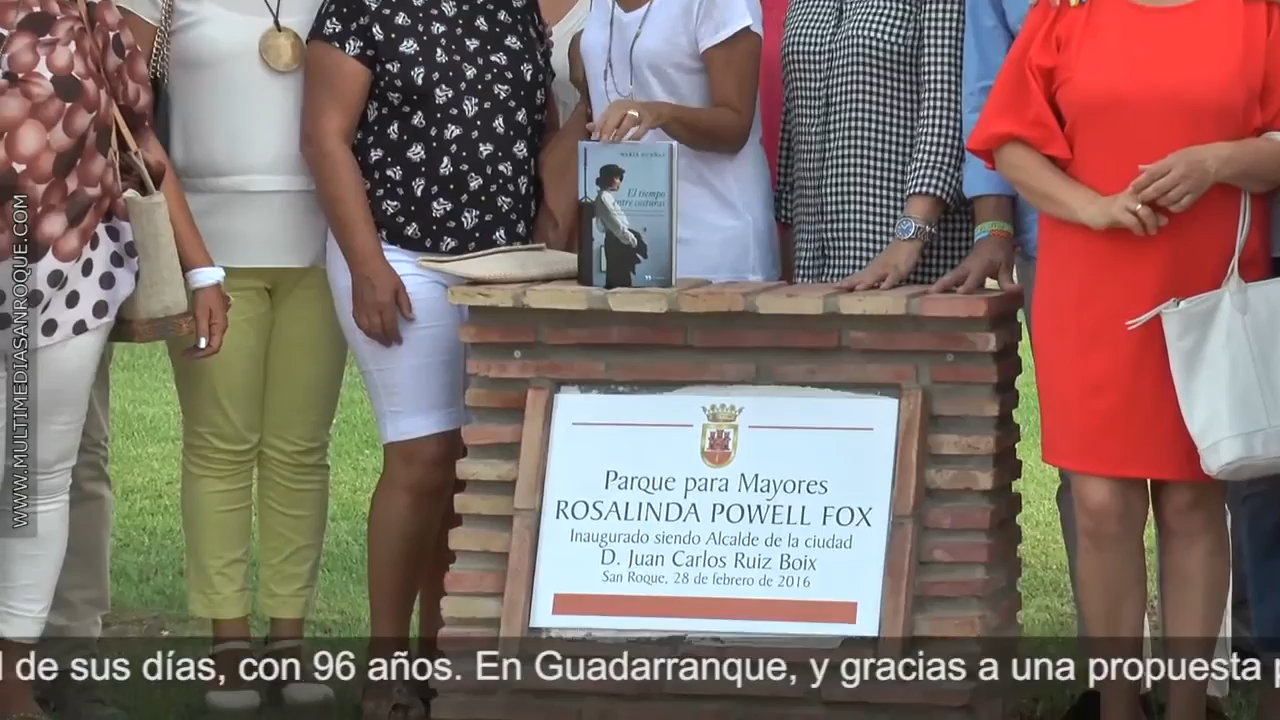 MARÍA DUEÑAS
El tiempo
entre costuras
Parque para Mayores
ROSALINDA POWELL FOX
Inaugurado siendo Alcalde de la ciudad
D. Juan Carlos Ruiz Boix
San Roque, 28 de febrero de 2016
l de sus días, con 96 años. En Guadarranque, y gracias a una propuesta p
WWW.MULTIMEDIASANROQUE.COM